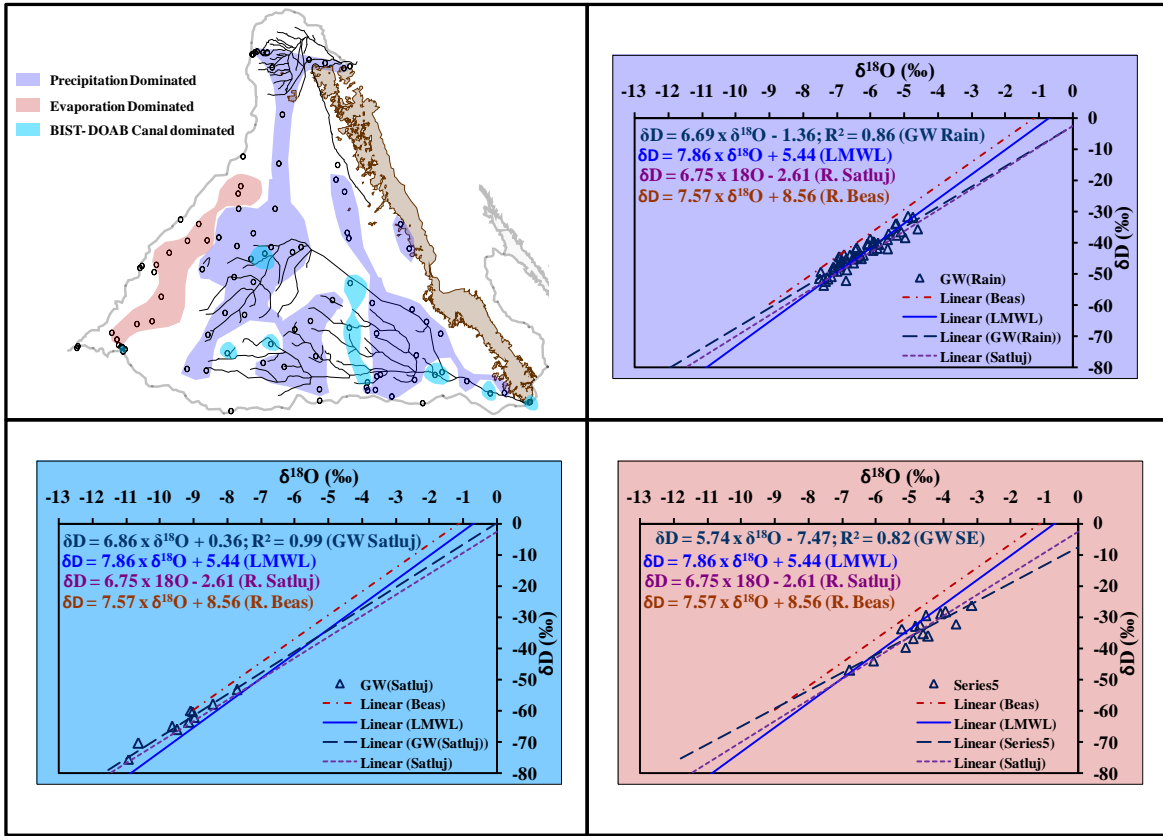 Precipitation Dominated
Evaporation Dominated
BIST- DOAB Canal dominated
δ¹⁸O (‰)
-13 -12 -11 -10 -9 -8 -7 -6 -5 -4 -3 -2 -1 0
δD = 6.69 x δ¹⁸O - 1.36; R² = 0.86 (GW Rain)
δD = 7.86 x δ¹⁸O + 5.44 (LMWL)
δD = 6.75 x 18O - 2.61 (R. Satluj)
δD = 7.57 x δ¹⁸O + 8.56 (R. Beas)
0
-10
-20
-30
-40
-50
-60
-70
-80
δD (‰)
GW(Rain)
Linear (Beas)
Linear (LMWL)
Linear (GW(Rain))
Linear (Satluj)
δ¹⁸O (‰)
-13 -12 -11 -10 -9 -8 -7 -6 -5 -4 -3 -2 -1 0
δD = 6.86 x δ¹⁸O + 0.36; R² = 0.99 (GW Satluj)
δD = 7.86 x δ¹⁸O + 5.44 (LMWL)
δD = 6.75 x 18O - 2.61 (R. Satluj)
δD = 7.57 x δ¹⁸O + 8.56 (R. Beas)
0
-10
-20
-30
-40
-50
-60
-70
-80
δD (‰)
GW(Satluj)
Linear (Beas)
Linear (LMWL)
Linear (GW(Satluj))
Linear (Satluj)
δ¹⁸O (‰)
-13 -12 -11 -10 -9 -8 -7 -6 -5 -4 -3 -2 -1 0
δD = 5.74 x δ¹⁸O - 7.47; R² = 0.82 (GW SE)
δD = 7.86 x δ¹⁸O + 5.44 (LMWL)
δD = 6.75 x 18O - 2.61 (R. Satluj)
δD = 7.57 x δ¹⁸O + 8.56 (R. Beas)
0
-10
-20
-30
-40
-50
-60
-70
-80
δD (‰)
Series5
Linear (Beas)
Linear (LMWL)
Linear (Series5)
Linear (Satluj)